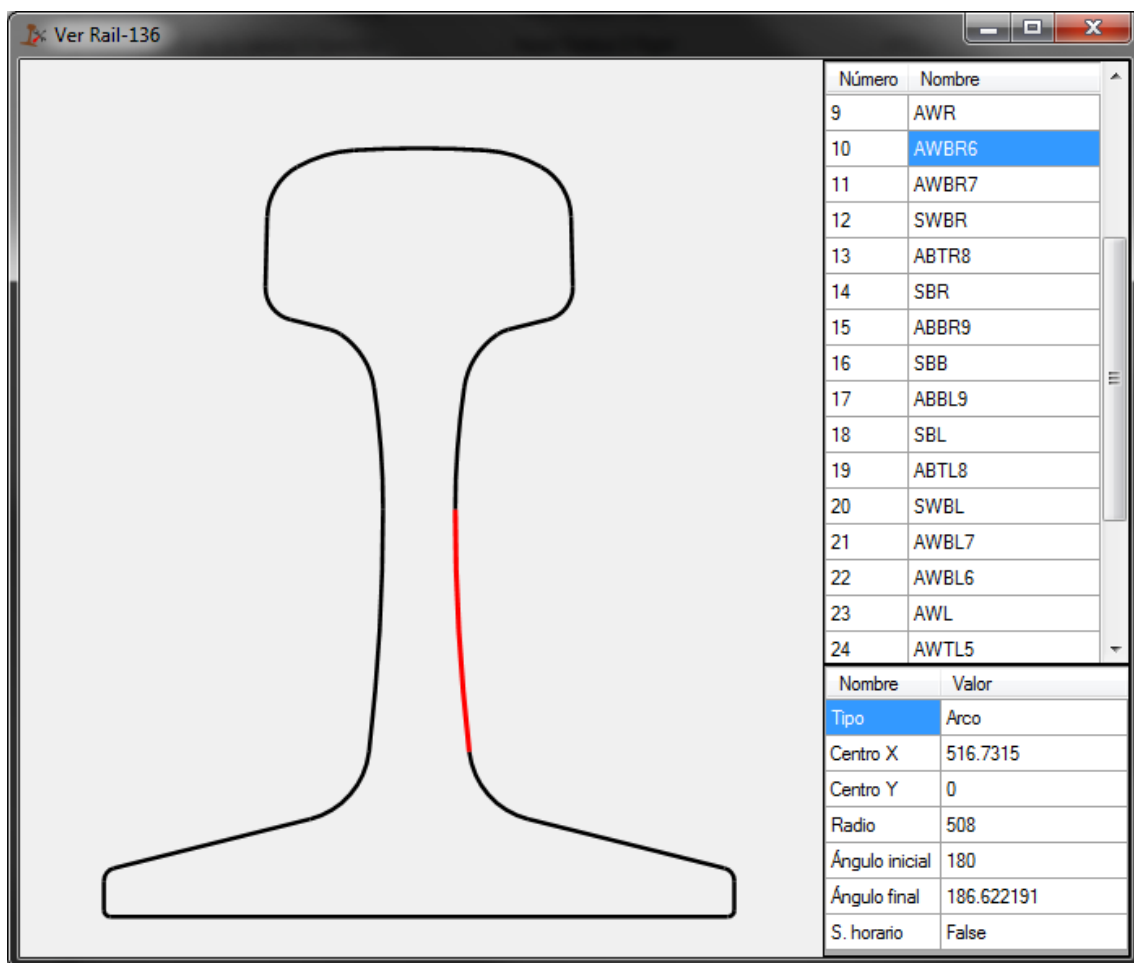 Ver Rail-136
Número Nombre
9 AWR
10 AWBR6
11 AWBR7
12 SWBR
13 ABTR8
14 SBR
15 ABBR9
16 SBB
17 ABBL9
18 SBL
19 ABTL8
20 SWBL
21 AWBL7
22 AWBL6
23 AWL
24 AWTL5
Nombre Valor
Tipo Arco
Centro X 516.7315
Centro Y 0
Radio 508
Ángulo inicial 180
Ángulo final 186.622191
S. horario False